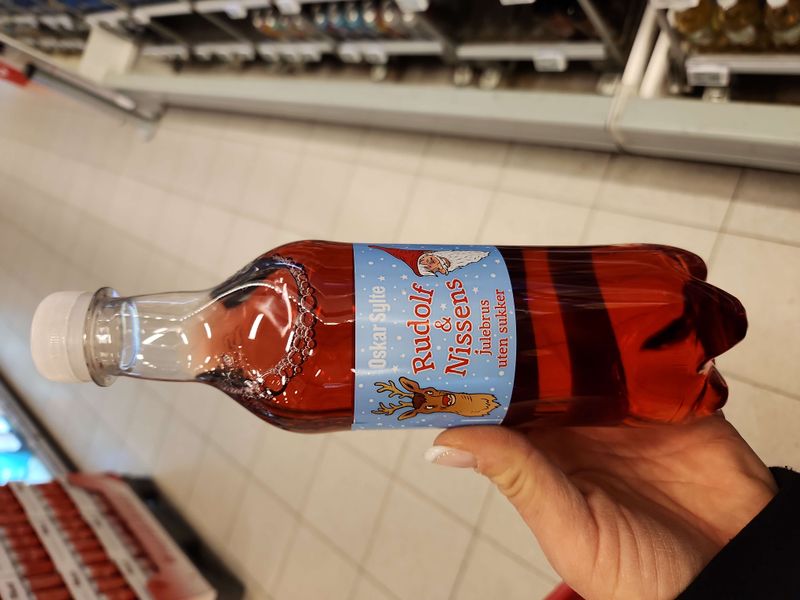 Oskar Sylte
Rudolf
&
Nissens
julebrus
uten sukker